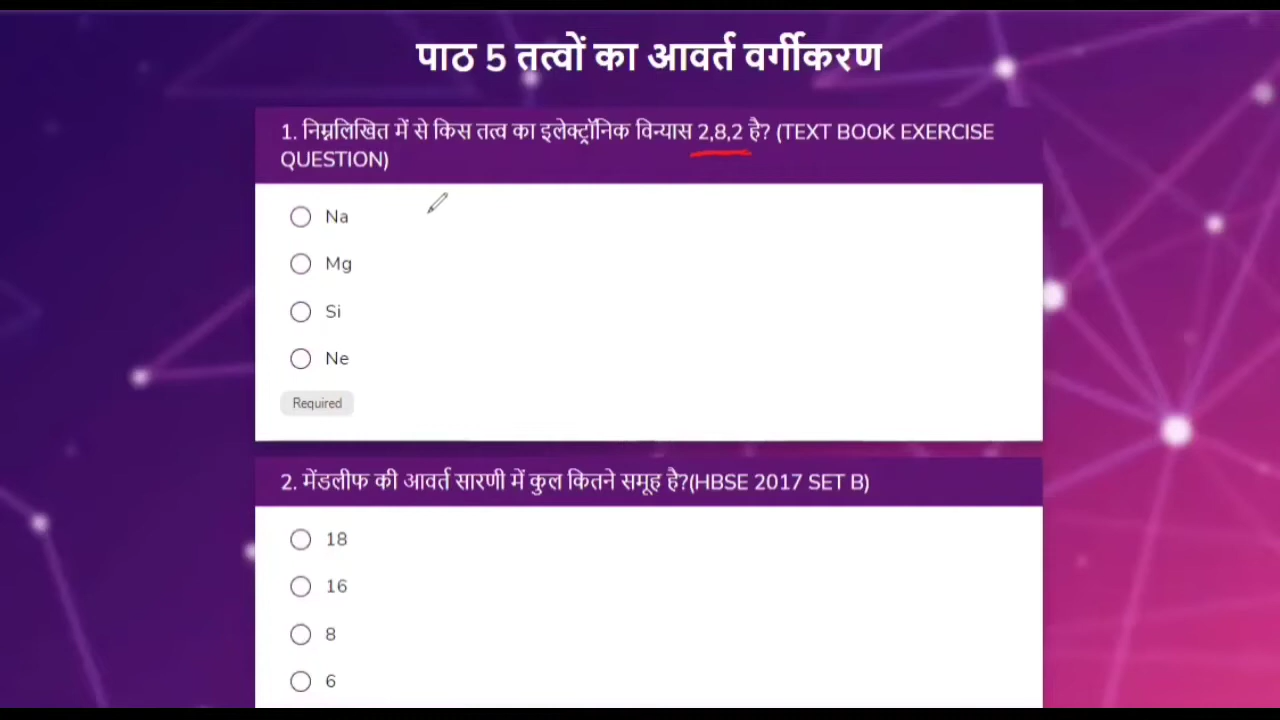 पाठ 5 तत्वों का आवर्त वर्गीकरण
1. निम्नलिखित में से किस तत्व का इलेक्ट्रॉनिक विन्यास 2,8,2 है? (TEXT BOOK EXERCISE
QUESTION)
Na
Mg
Si
Ne
Required
2. मेंडलीफ की आवर्त सारणी में कुल कितने समूह है?(HBSE 2017 SET B)
18
16
8
6